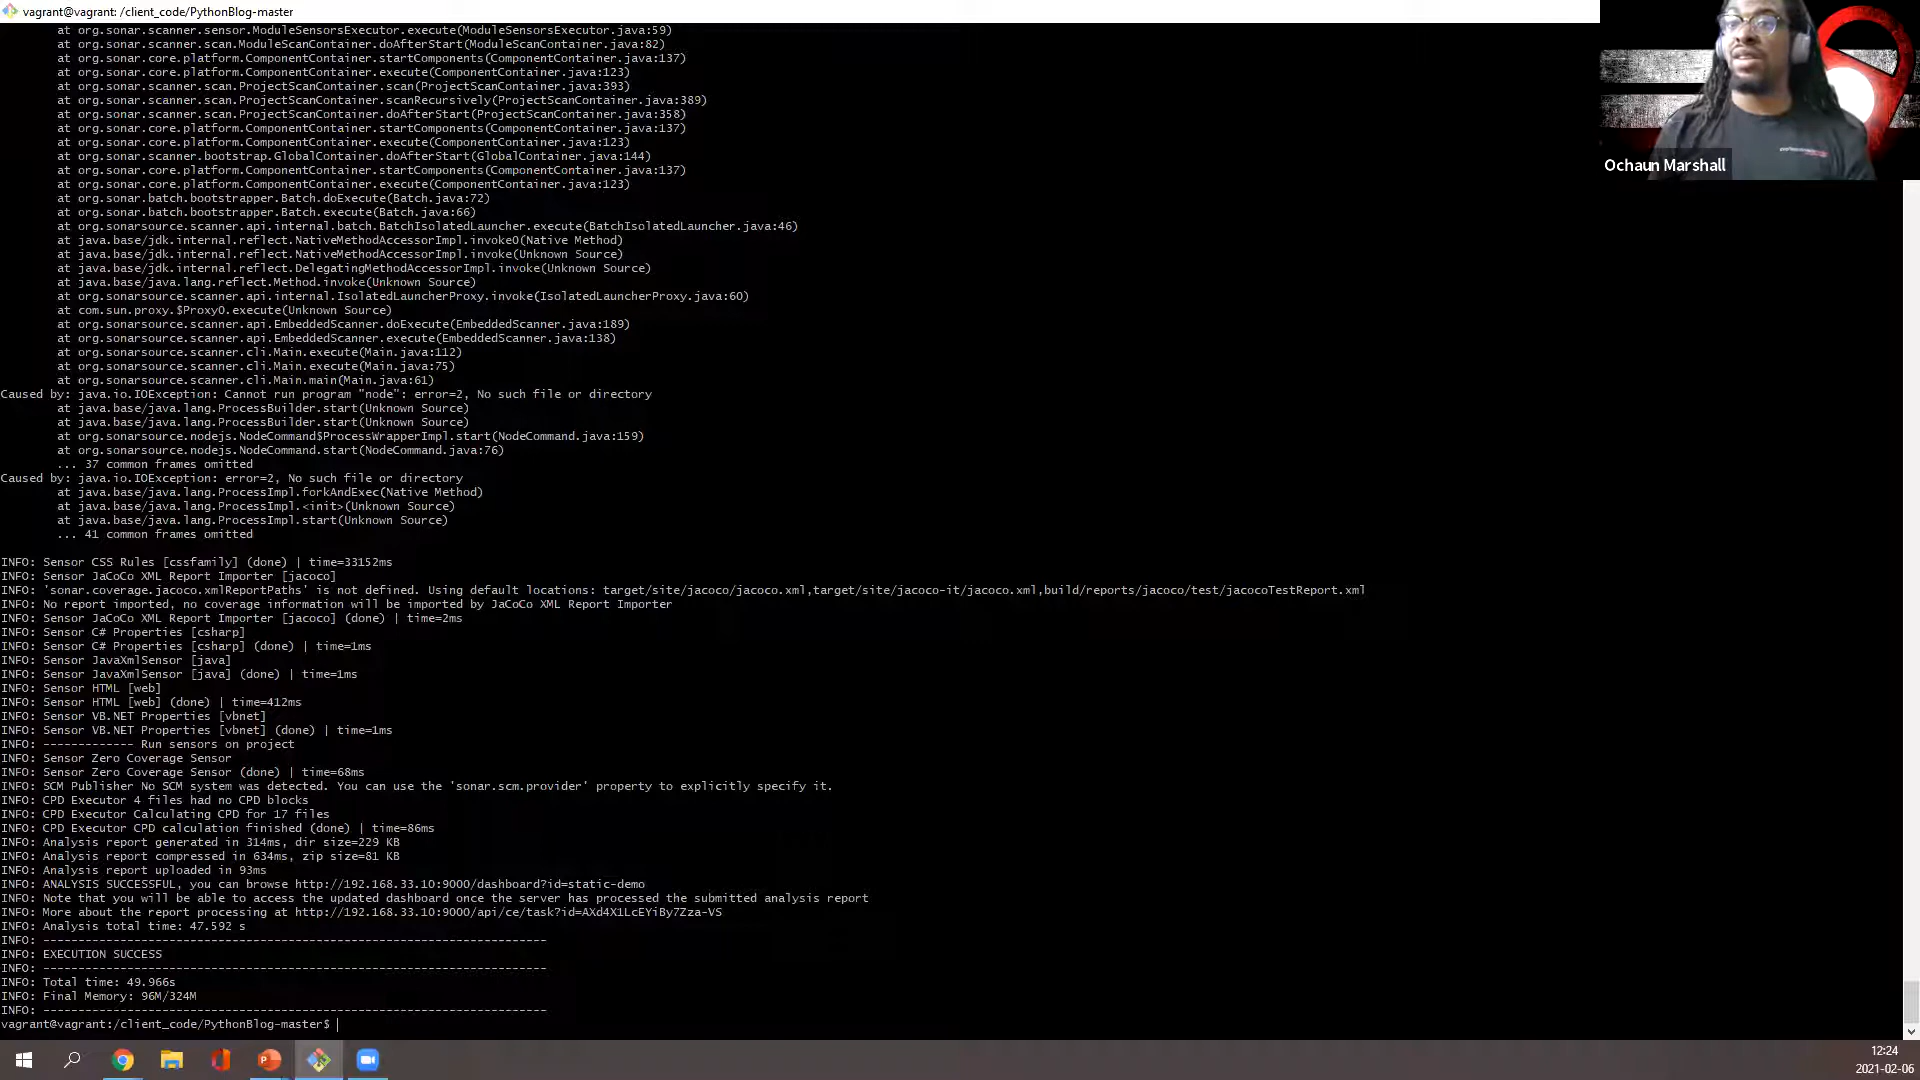 vagrant@vagrant: /client_code/PythonBlog-master
at org.sonar.scanner.sensor.ModuleSensorsExecutor.execute(ModuleSensorsExecutor.java:59)
at org.sonar.scanner.scan.ModuleScanContainer.doAfterStart(ModuleScanContainer.java:82)
at org.sonar.core.platform.ComponentContainer.startComponents(ComponentContainer.java:137)
at org.sonar.core.platform.ComponentContainer.execute(ComponentContainer.java:123)
at org.sonar.scanner.scan.ProjectScanContainer.scan(ProjectScanContainer.java:393)
at org.sonar.scanner.scan.ProjectScanContainer.scanRecursively(ProjectScanContainer.java:389)
at org.sonar.scanner.scan.ProjectScanContainer.doAfterStart(ProjectScanContainer.java:358)
at org.sonar.core.platform.ComponentContainer.startComponents(ComponentContainer.java:137)
at org.sonar.core.platform.ComponentContainer.execute(ComponentContainer.java:123)
at org.sonar.scanner.bootstrap.GlobalContainer.doAfterStart(GlobalContainer.java:144)
at org.sonar.core.platform.ComponentContainer.startComponents(ComponentContainer.java:137)
at org.sonar.core.platform.ComponentContainer.execute(ComponentContainer.java:123)
at org.sonar.batch.bootstrapper.Batch.doExecute(Batch.java:72)
at org.sonar.batch.bootstrapper.Batch.execute(Batch.java:66)
at org.sonarsource.scanner.api.internal.batch.BatchIsolatedLauncher.execute(BatchIsolatedLauncher.java:46)
at java.base/jdk.internal.reflect.NativeMethodAccessorImpl.invoke0(Native Method)
at java.base/jdk.internal.reflect.NativeMethodAccessorImpl.invoke(Unknown Source)
at java.base/jdk.internal.reflect.DelegatingMethodAccessorImpl.invoke(Unknown Source)
at java.base/java.lang.reflect.Method.invoke(Unknown Source)
at org.sonarsource.scanner.api.internal.IsolatedLauncherProxy.invoke(IsolatedLauncherProxy.java:60)
at com.sun.proxy.$Proxy0.execute(Unknown Source)
at org.sonarsource.scanner.api.EmbeddedScanner.doExecute(EmbeddedScanner.java:189)
at org.sonarsource.scanner.api.EmbeddedScanner.execute(EmbeddedScanner.java:138)
at org.sonarsource.scanner.cli.Main.execute(Main.java:112)
at org.sonarsource.scanner.cli.Main.execute(Main.java:75)
at org.sonarsource.scanner.cli.Main.main(Main.java:61)
Caused by: java.io.IOException: Cannot run program "node": error=2, No such file or directory
at java.base/java.lang.ProcessBuilder.start(Unknown Source)
at java.base/java.lang.ProcessBuilder.start(Unknown Source)
at org.sonarsource.nodejs.NodeCommand$ProcessWrapperImpl.start(NodeCommand.java:159)
at org.sonarsource.nodejs.NodeCommand.start(NodeCommand.java:76)
... 37 common frames omitted
Caused by: java.io.IOException: error=2, No such file or directory
at java.base/java.lang.ProcessImpl.forkAndExec(Native Method)
at java.base/java.lang.ProcessImpl.<init>(Unknown Source)
at java.base/java.lang.ProcessImpl.start(Unknown Source)
... 41 common frames omitted
INFO: Sensor CSS Rules [cssfamily] (done) | time=33152ms
INFO: Sensor JaCoCo XML Report Importer [jacoco]
INFO: 'sonar.coverage.jacoco.xmlReportPaths' is not defined. Using default locations: target/site/jacoco/jacoco.xml,target/site/jacoco-it/jacoco.xml,build/reports/jacoco/test/jacocoTestReport.xml
INFO: No report imported, no coverage information will be imported by JaCoCo XML Report Importer
INFO: Sensor JaCoCo XML Report Importer [jacoco] (done) | time=2ms
INFO: Sensor C# Properties [csharp]
INFO: Sensor C# Properties [csharp] (done) | time=1ms
INFO: Sensor JavaXmlSensor [java]
INFO: Sensor JavaXmlSensor [java] (done) | time=1ms
INFO: Sensor HTML [web]
INFO: Sensor HTML [web] (done) | time=412ms
INFO: Sensor VB.NET Properties [vbnet]
INFO: Sensor VB.NET Properties [vbnet] (done) | time=1ms
INFO: ------------- Run sensors on project
INFO: Sensor Zero Coverage Sensor
INFO: Sensor Zero Coverage Sensor (done) | time=68ms
INFO: SCM Publisher No SCM system was detected. You can use the 'sonar.scm.provider' property to explicitly specify it.
INFO: CPD Executor 4 files had no CPD blocks
INFO: CPD Executor Calculating CPD for 17 files
INFO: CPD Executor CPD calculation finished (done) | time=86ms
INFO: Analysis report generated in 314ms, dir size=229 KB
INFO: Analysis report compressed in 634ms, zip size=81 KB
INFO: Analysis report uploaded in 93ms
INFO: ANALYSIS SUCCESSFUL, you can browse http://192.168.33.10:9000/dashboard?id=static-demo
INFO: Note that you will be able to access the updated dashboard once the server has processed the submitted analysis report
INFO: More about the report processing at http://192.168.33.10:9000/api/ce/task?id=AXd4X1LcEYiBy7Zza-VS
INFO: Analysis total time: 47.592 s
INFO: ------------------------------------------------------------------------
INFO: EXECUTION SUCCESS
INFO: ------------------------------------------------------------------------
INFO: Total time: 49.966s
INFO: Final Memory: 96M/324M
INFO: ------------------------------------------------------------------------
vagrant@vagrant:/client_code/PythonBlog-master$
Ochaun Marshall
12:24
2021-02-06